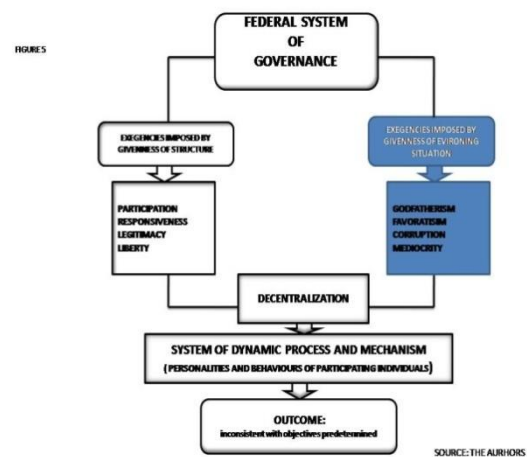 FEDERAL SYSTEM
OF
GOVERNANCE
FIGURE 5
EXEGENCIES IMPOSED BY
GIVENNESS OF STRUCTURE
EXEGENCIES IMPOSED BY
GIVENNESS OF EVIRONING
SITUATION
PARTICIPATION
RESPONSIVENESS
LEGITIMACY
LIBERTY
GODFATHERISM
FAVORATISIM
CORRUPTION
MEDIOCRITY
DECENTRALIZATION
SYSTEM OF DYNAMIC PROCESS AND MECHANISM
( PERSONALITIES AND BEHAVIOURS OF PARTICIPATING INDIVIDUALS)
OUTCOME:
inconsistent with objectives predetermined
SOURCE: THE AURHORS